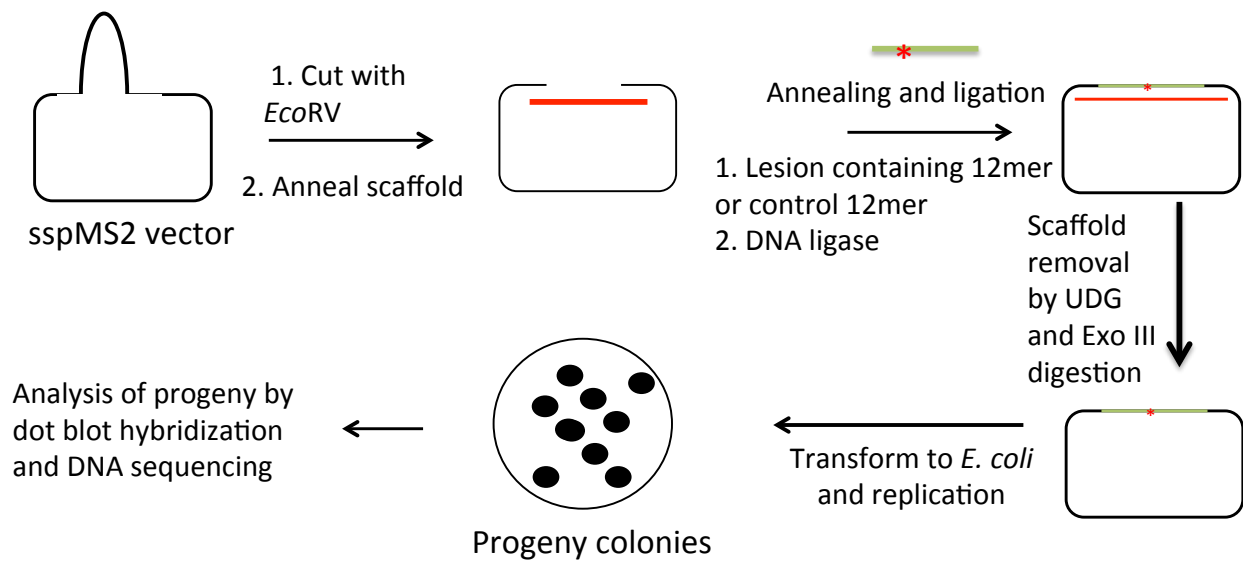 sspMS2 vector
1. Cut with
EcoRV
2. Anneal scaffold
*
Annealing and ligation
1. Lesion containing 12mer
or control 12mer
2. DNA ligase
*
Scaffold
removal
by UDG
and Exo III
digestion
*
Transform to E. coli
and replication
Progeny colonies
Analysis of progeny by
dot blot hybridization
and DNA sequencing